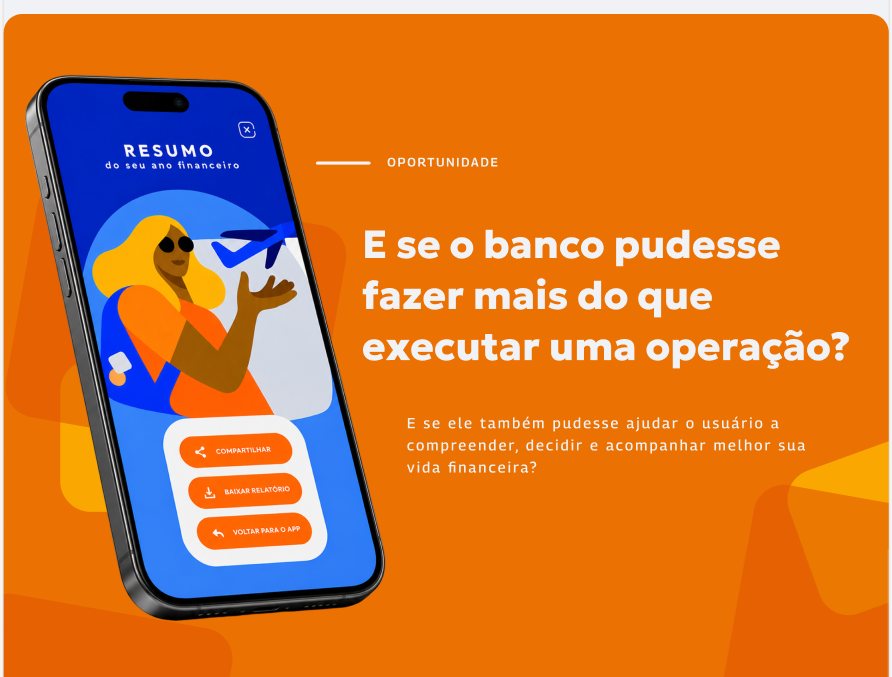 RESUMO
do seu ano financeiro
COMPARTILHAR
BAIXAR RELATÓRIO
VOLTAR PARA O APP
OPORTUNIDADE
E se o banco pudesse
fazer mais do que
executar uma operação?
E se ele também pudesse ajudar o usuário a
compreender, decidir e acompanhar melhor sua
vida financeira?